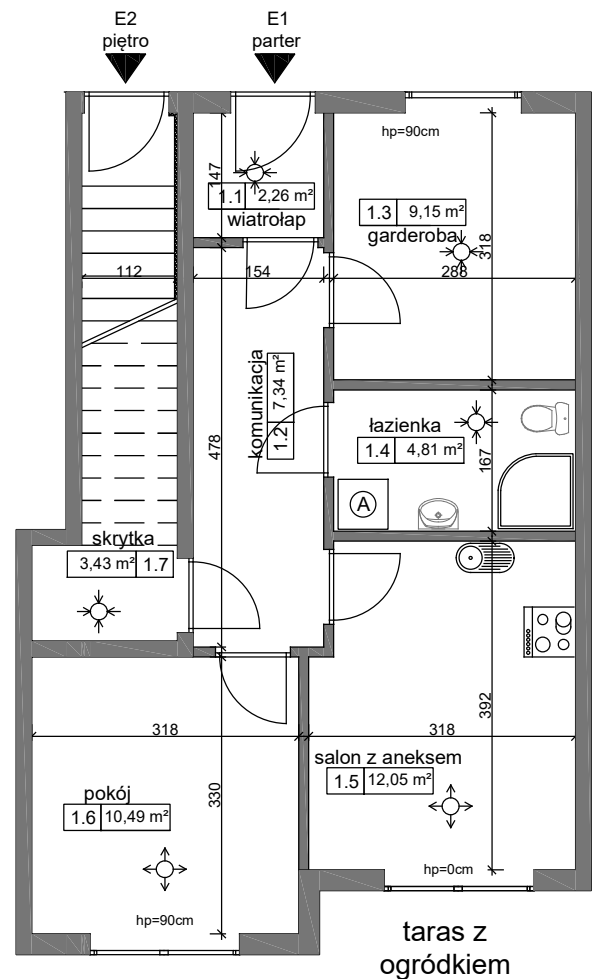 E2
piętro
E1
parter
hp=90cm
147
1.1 2,26 m²
wiatrołap
1.3 9,15 m²
garderoba
318
112
154
288
komunikacja
1.2 7,34 m²
478
łazienka
1.4 4,81 m²
167
A
skrytka
3,43 m² 1.7
392
318
318
salon z aneksem
1.5 12,05 m²
pokój
1.6 10,49 m²
330
hp=0cm
hp=90cm
taras z
ogródkiem